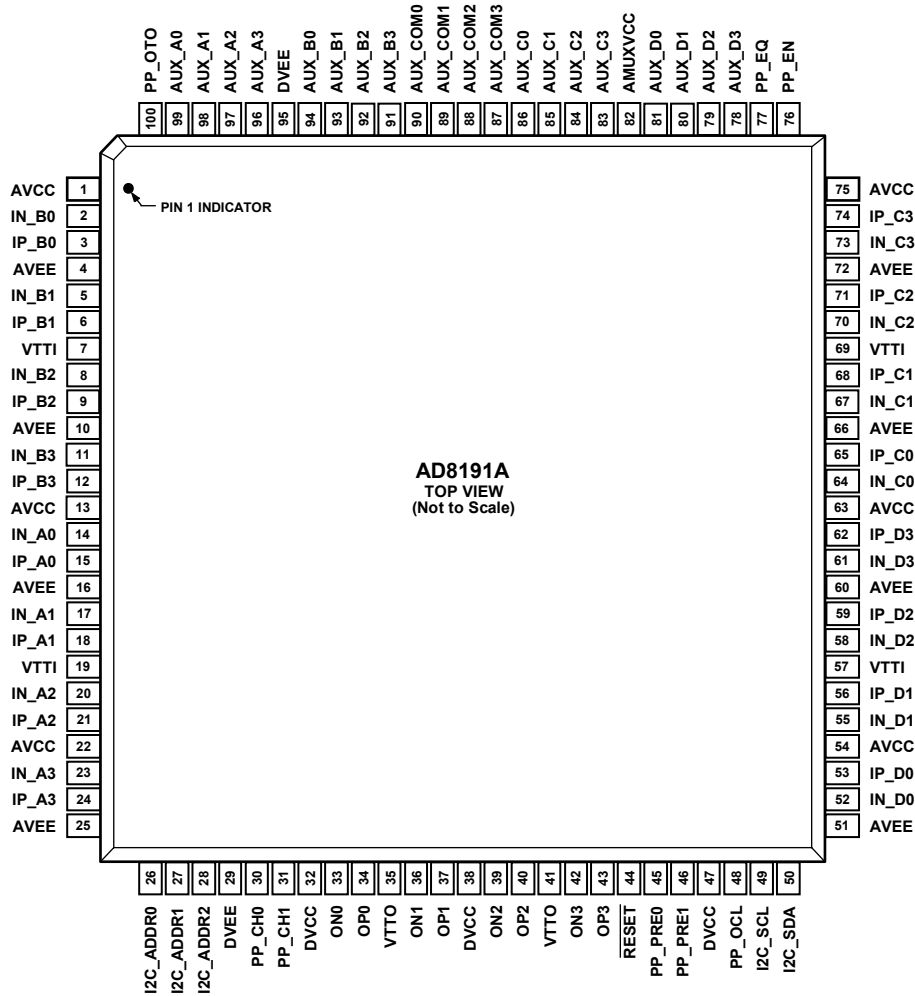 PP_OTO
AUX_A0
AUX_A1
AUX_A2
AUX_A3
DVEE
AUX_B0
AUX_B1
AUX_B2
AUX_B3
AUX_COM0
AUX_COM1
AUX_COM2
AUX_COM3
AUX_C0
AUX_C1
AUX_C2
AUX_C3
AMUXVCC
AUX_D0
AUX_D1
AUX_D2
AUX_D3
PP_EQ
PP_EN
100 99 98 97 96 95 94 93 92 91 90 89 88 87 86 85 84 83 82 81 80 79 78 77 76
AVCC 1
IN_B0 2
IP_B0 3
AVEE 4
IN_B1 5
IP_B1 6
VTTI 7
IN_B2 8
IP_B2 9
AVEE 10
IN_B3 11
IP_B3 12
AVCC 13
IN_A0 14
IP_A0 15
AVEE 16
IN_A1 17
IP_A1 18
VTTI 19
IN_A2 20
IP_A2 21
AVCC 22
IN_A3 23
IP_A3 24
AVEE 25
PIN 1 INDICATOR
AD8191A
TOP VIEW
(Not to Scale)
75 AVCC
74 IP_C3
73 IN_C3
72 AVEE
71 IP_C2
70 IN_C2
69 VTTI
68 IP_C1
67 IN_C1
66 AVEE
65 IP_C0
64 IN_C0
63 AVCC
62 IP_D3
61 IN_D3
60 AVEE
59 IP_D2
58 IN_D2
57 VTTI
56 IP_D1
55 IN_D1
54 AVCC
53 IP_D0
52 IN_D0
51 AVEE
26 27 28 29 30 31 32 33 34 35 36 37 38 39 40 41 42 43 44 45 46 47 48 49 50
I2C_ADDR0
I2C_ADDR1
I2C_ADDR2
DVEE
PP_CH0
PP_CH1
DVCC
ON0
OP0
VTTO
ON1
OP1
DVCC
ON2
OP2
VTTO
ON3
OP3
RESET
PP_PRE0
PP_PRE1
DVCC
PP_OCL
I2C_SCL
I2C_SDA